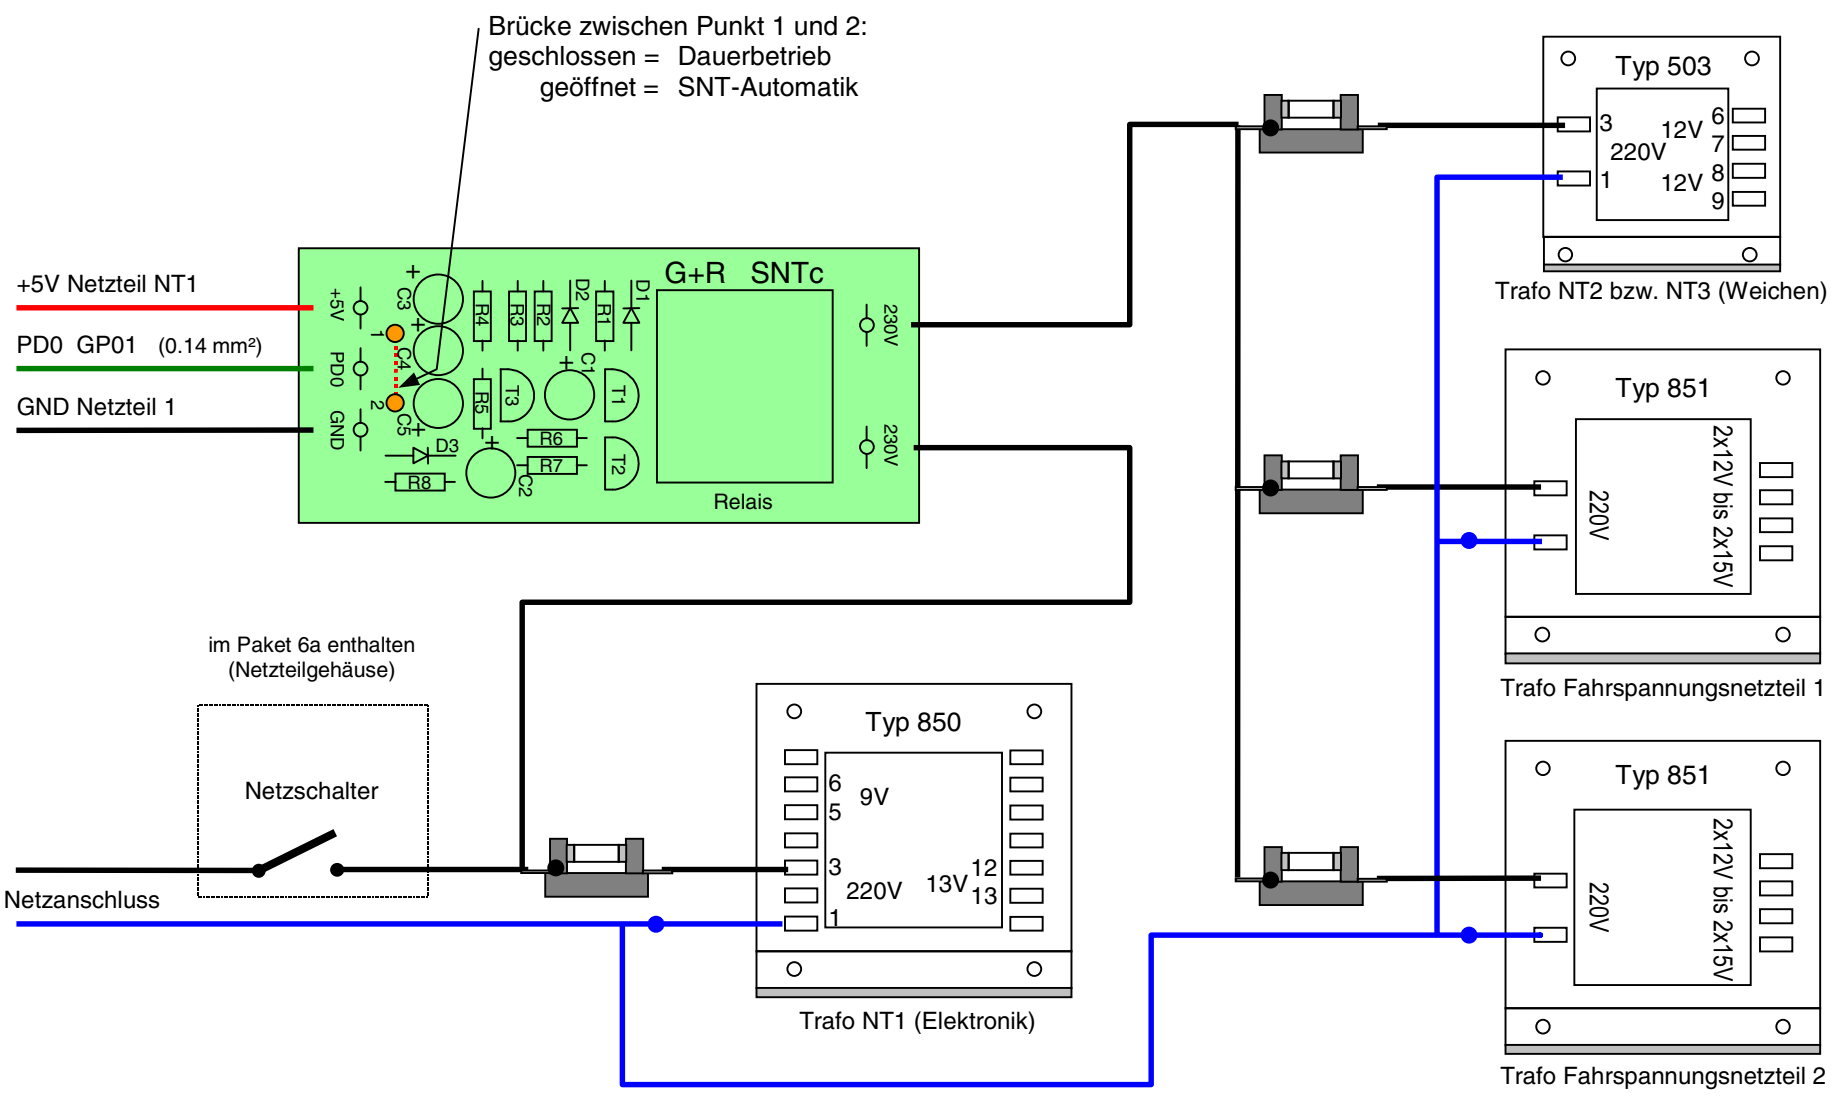 Brücke zwischen Punkt 1 und 2:
geschlossen = Dauerbetrieb
geöffnet = SNT-Automatik
Typ 503
3
220V
1
12V
12V
6
7
8
9
Trafo NT2 bzw. NT3 (Weichen)
+5V Netzteil NT1
PD0 GP01 (0.14 mm²)
GND Netzteil 1
G+R SNTc
+5V
PD0
GND
1
2
+
C3
+
C4
C5
+
R4
R3
R2
D2
R1
D1
R5
T3
+
C1
T1
D3
R8
+
C2
R6
R7
T2
230V
230V
Relais
Typ 851
220V
2x12V bis 2x15V
Trafo Fahrspannungsnetzteil 1
im Paket 6a enthalten
(Netzteilgehäuse)
Netzschalter
Netzanschluss
Typ 850
6
5
9V
3
220V
1
13V
12
13
Trafo NT1 (Elektronik)
Typ 851
220V
2x12V bis 2x15V
Trafo Fahrspannungsnetzteil 2